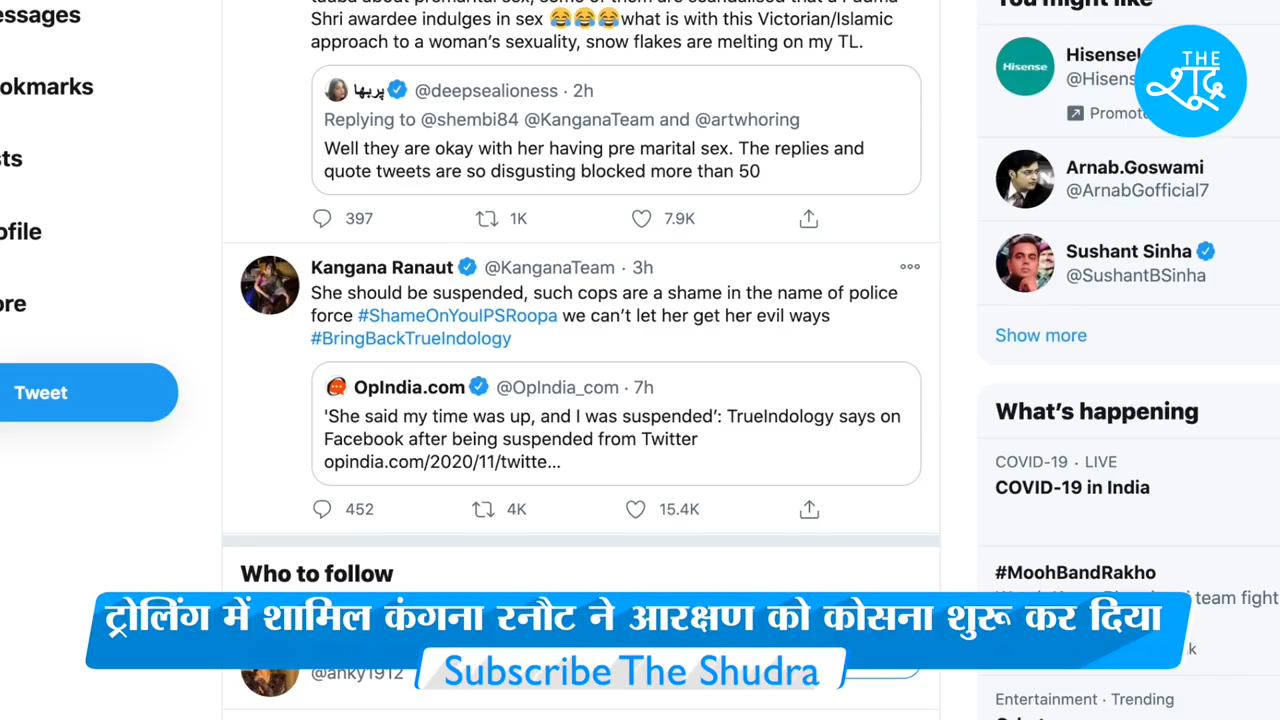 essages
okmarks
sts
ofile
ore
Tweet
Shri awardee indulges in sex 😂😂😂what is with this Victorian/Islamic
approach to a woman's sexuality, snow flakes are melting on my TL.
پربھا @deepsealioness · 2h
Replying to @shembi84 @KanganaTeam and @artwhoring
Well they are okay with her having pre marital sex. The replies and
quote tweets are so disgusting blocked more than 50
397 1K 7.9K
Kangana Ranaut @KanganaTeam · 3h
She should be suspended, such cops are a shame in the name of police
force #ShameOnYouIPSRoopa we can't let her get her evil ways
#BringBackTrueIndology
OpIndia.com @OpIndia_com · 7h
'She said my time was up, and I was suspended': TrueIndology says on
Facebook after being suspended from Twitter
opindia.com/2020/11/twitte...
452 4K 15.4K
Who to follow
@anky1912
You might like
Hisense
Hisense
@Hisens
Promote
THE
शूद्र
Arnab.Goswami
@ArnabGofficial7
Sushant Sinha
@SushantBSinha
Show more
What's happening
COVID-19 · LIVE
COVID-19 in India
#MoohBandRakho
team fight
Entertainment · Trending
ट्रोलिंग में शामिल कंगना रनौट ने आरक्षण को कोसना शुरू कर दिया
Subscribe The Shudra